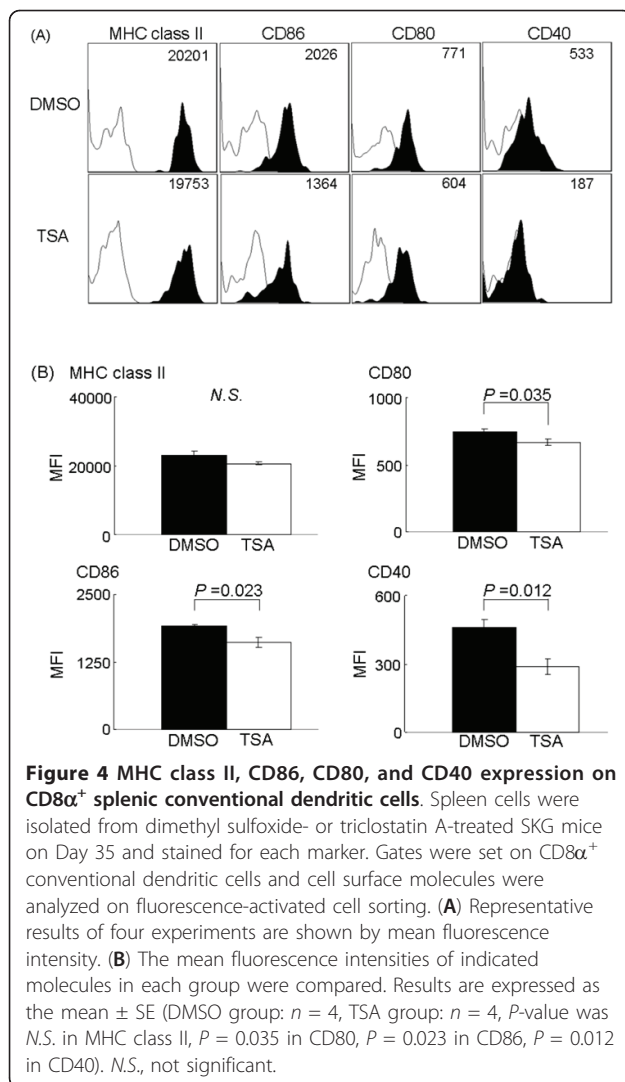 (A) MHC class II CD86 CD80 CD40
DMSO 20201 2026 771 533
TSA 19753 1364 604 187
(B) MHC class II
N.S.
MFI
40000
20000
0
DMSO TSA
CD80
P =0.035
MFI
1000
500
0
DMSO TSA
CD86
P =0.023
MFI
2500
1250
0
DMSO TSA
CD40
P =0.012
MFI
600
300
0
DMSO TSA
Figure 4 MHC class II, CD86, CD80, and CD40 expression on
CD8α⁺ splenic conventional dendritic cells. Spleen cells were
isolated from dimethyl sulfoxide- or triclostatin A-treated SKG mice
on Day 35 and stained for each marker. Gates were set on CD8α⁺
conventional dendritic cells and cell surface molecules were
analyzed on fluorescence-activated cell sorting. (A) Representative
results of four experiments are shown by mean fluorescence
intensity. (B) The mean fluorescence intensities of indicated
molecules in each group were compared. Results are expressed as
the mean ± SE (DMSO group: n = 4, TSA group: n = 4, P-value was
N.S. in MHC class II, P = 0.035 in CD80, P = 0.023 in CD86, P = 0.012
in CD40). N.S., not significant.